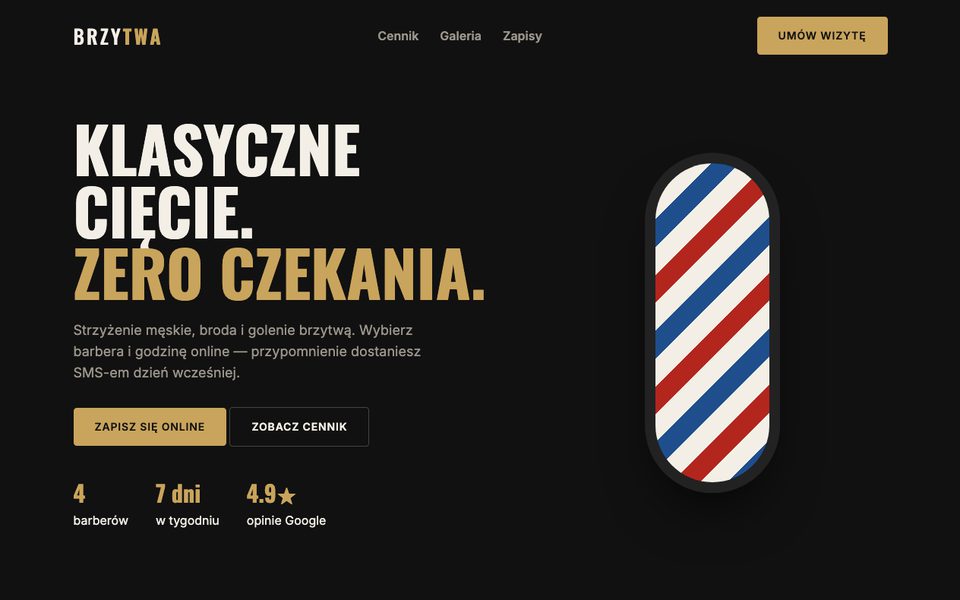 BRZYTWA
Cennik Galeria Zapisy
UMÓW WIZYTĘ
KLASYCZNE
CIĘCIE.
ZERO CZEKANIA.
Strzyżenie męskie, broda i golenie brzytwą. Wybierz
barbera i godzinę online — przypomnienie dostaniesz
SMS-em dzień wcześniej.
ZAPISZ SIĘ ONLINE
ZOBACZ CENNIK
4
barberów
7 dni
w tygodniu
4.9★
opinie Google